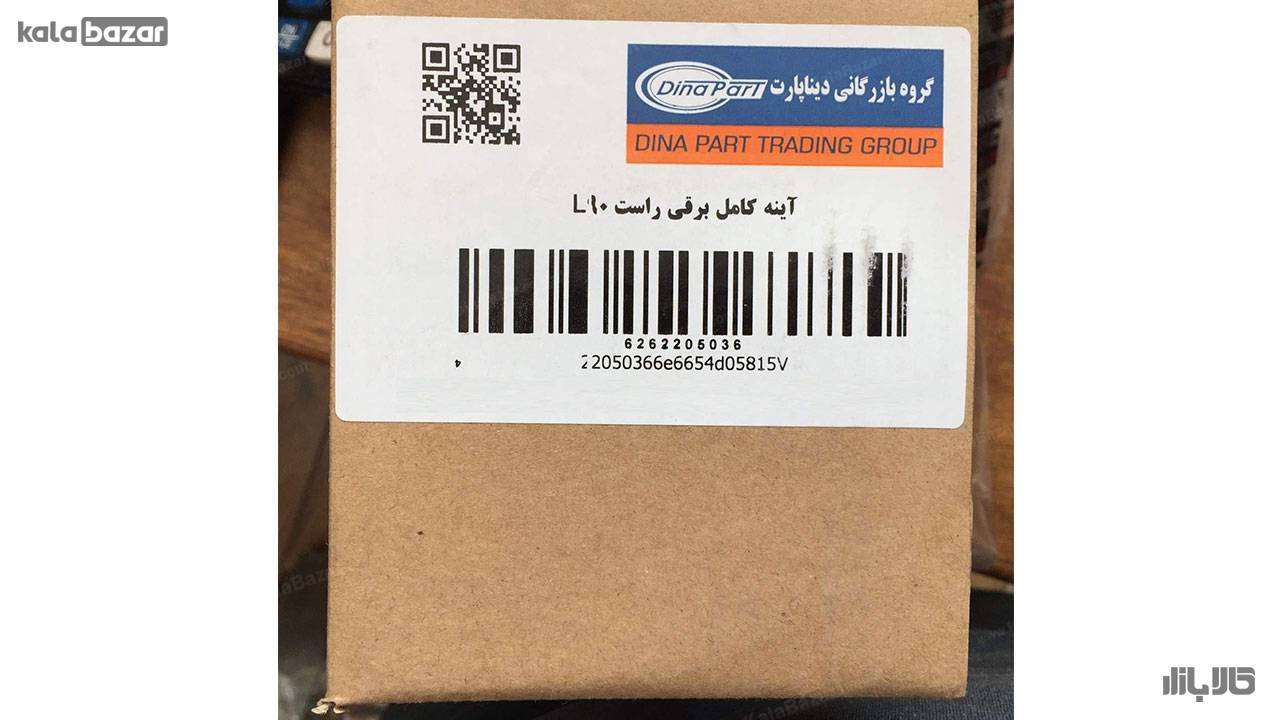 kala bazar
گروه بازرگانی دیناپارت
Dina Part
DINA PART TRADING GROUP
آینه کامل برقی راست L۹۰
6262205036
22050366e6654d05815V
۴
کالابازار